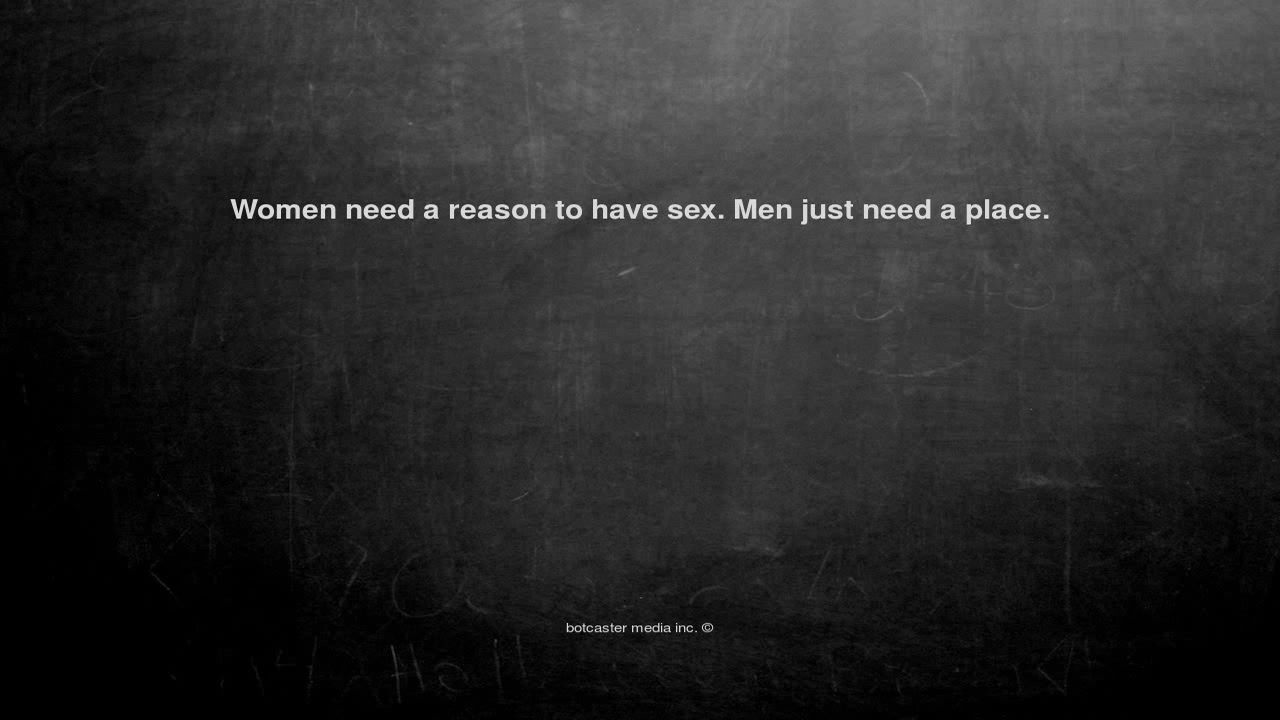 Women need a reason to have sex. Men just need a place.
botcaster media inc. ©